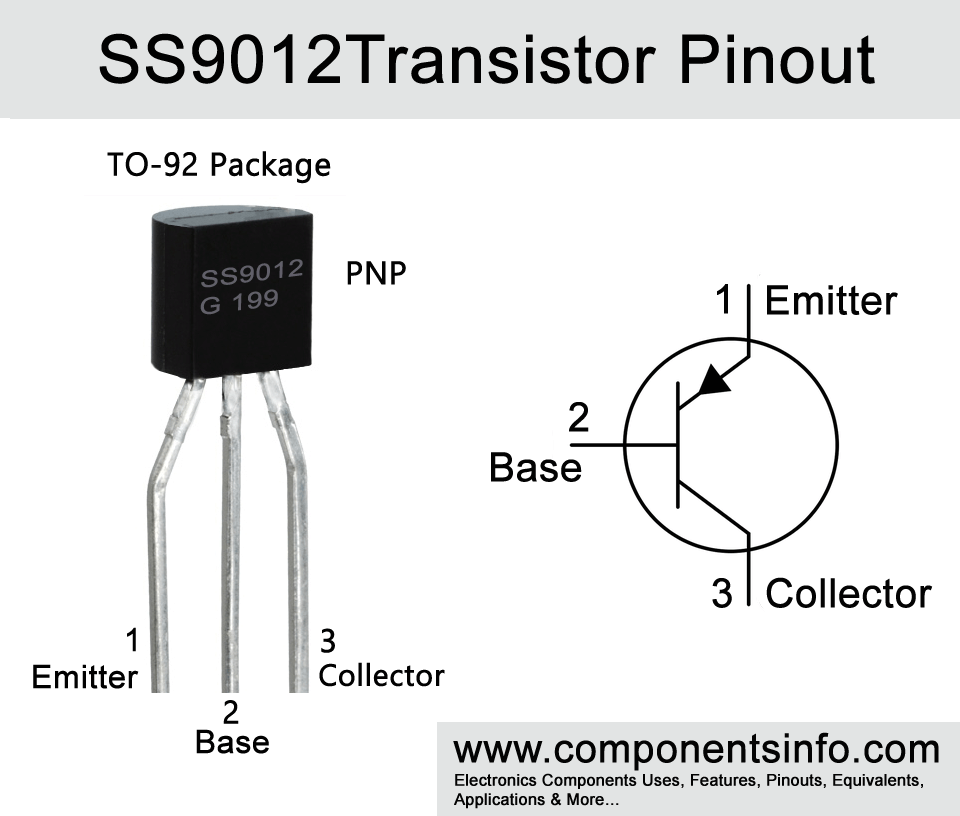 SS9012Transistor Pinout
TO-92 Package
SS9012
G 199
PNP
1
Emitter
2
Base
3
Collector
1 Emitter
2
Base
3 Collector
www.componentsinfo.com
Electronics Components Uses, Features, Pinouts, Equivalents,
Applications & More...